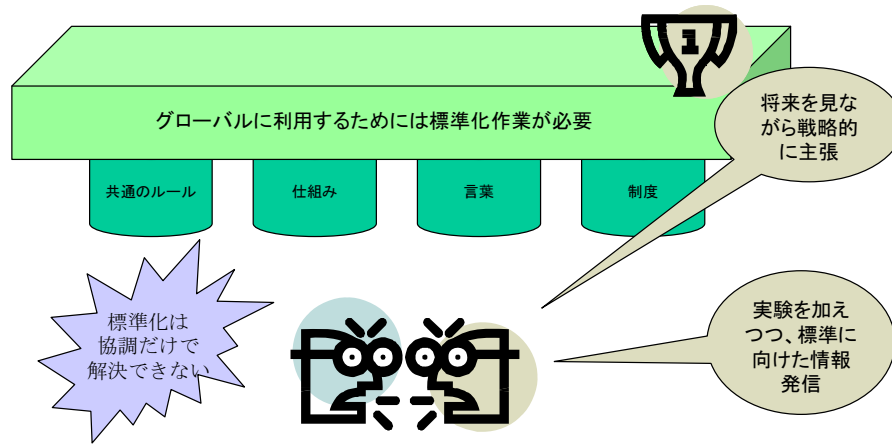 1
グローバルに利用するためには標準化作業が必要
将来を見な
がら戦略的
に主張
共通のルール
仕組み
言葉
制度
標準化は
協調だけで
解決できない
実験を加え
つつ、標準に
向けた情報
発信